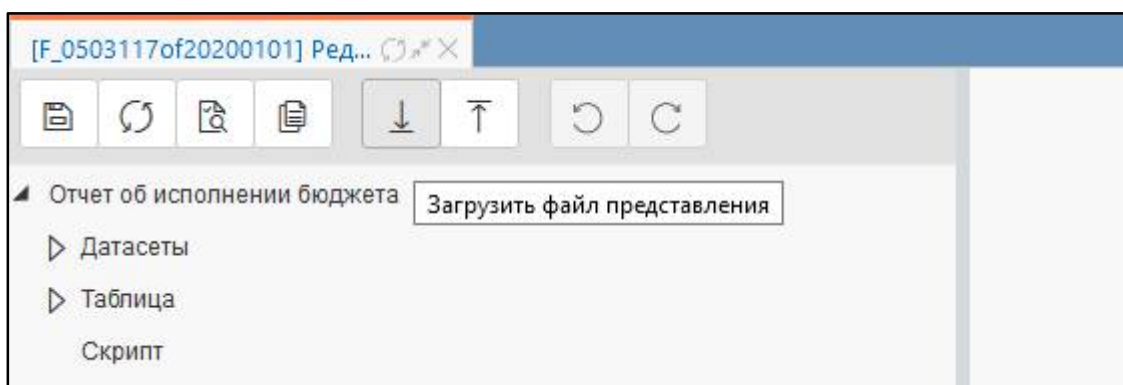 [F_0503117of20200101] Ред...
Отчет об исполнении бюджета
Загрузить файл представления
Датасеты
Таблица
Скрипт